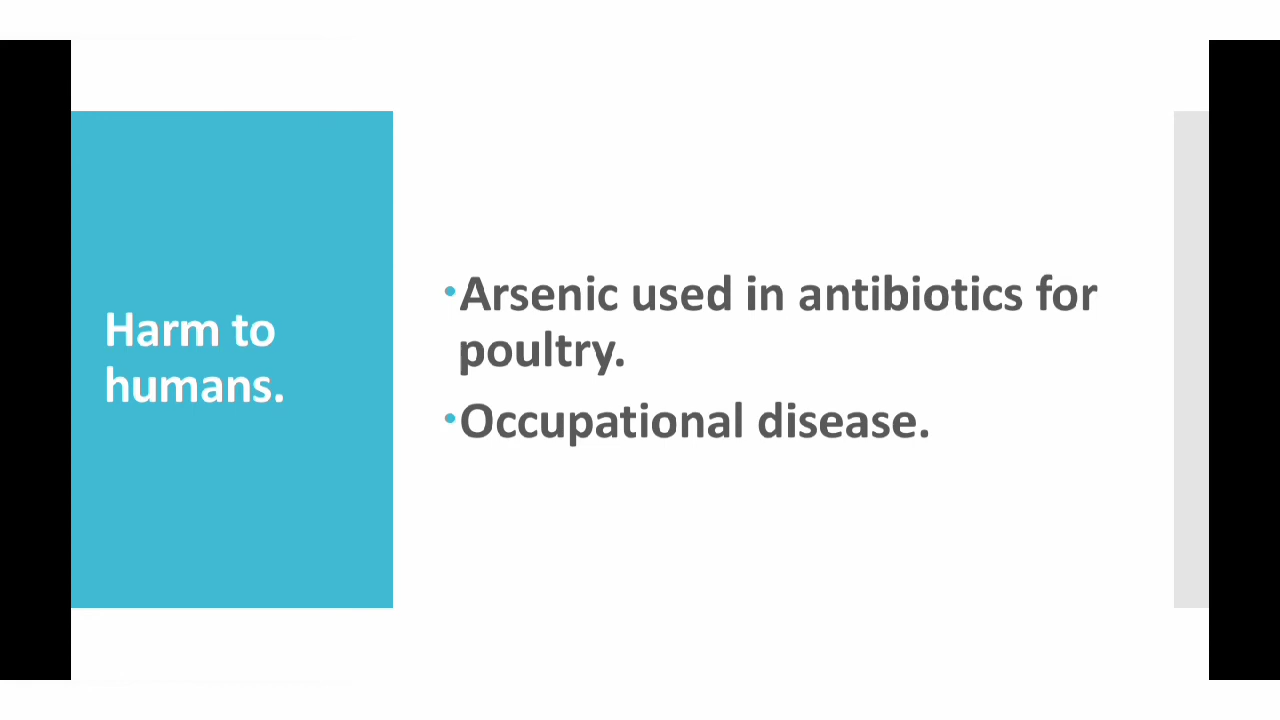 Harm to
humans.
•Arsenic used in antibiotics for
poultry.
•Occupational disease.